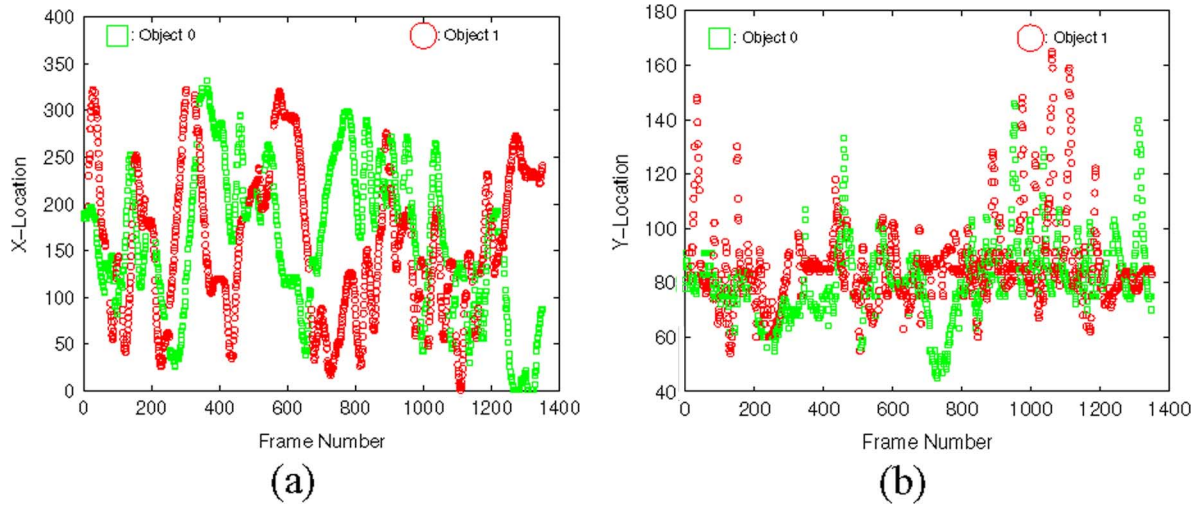 400
350
300
250
200
150
100
50
0
X-Location
: Object 0
: Object 1
0 200 400 600 800 1000 1200 1400
Frame Number
(a)
180
160
140
120
100
80
60
40
Y-Location
: Object 0
: Object 1
0 200 400 600 800 1000 1200 1400
Frame Number
(b)